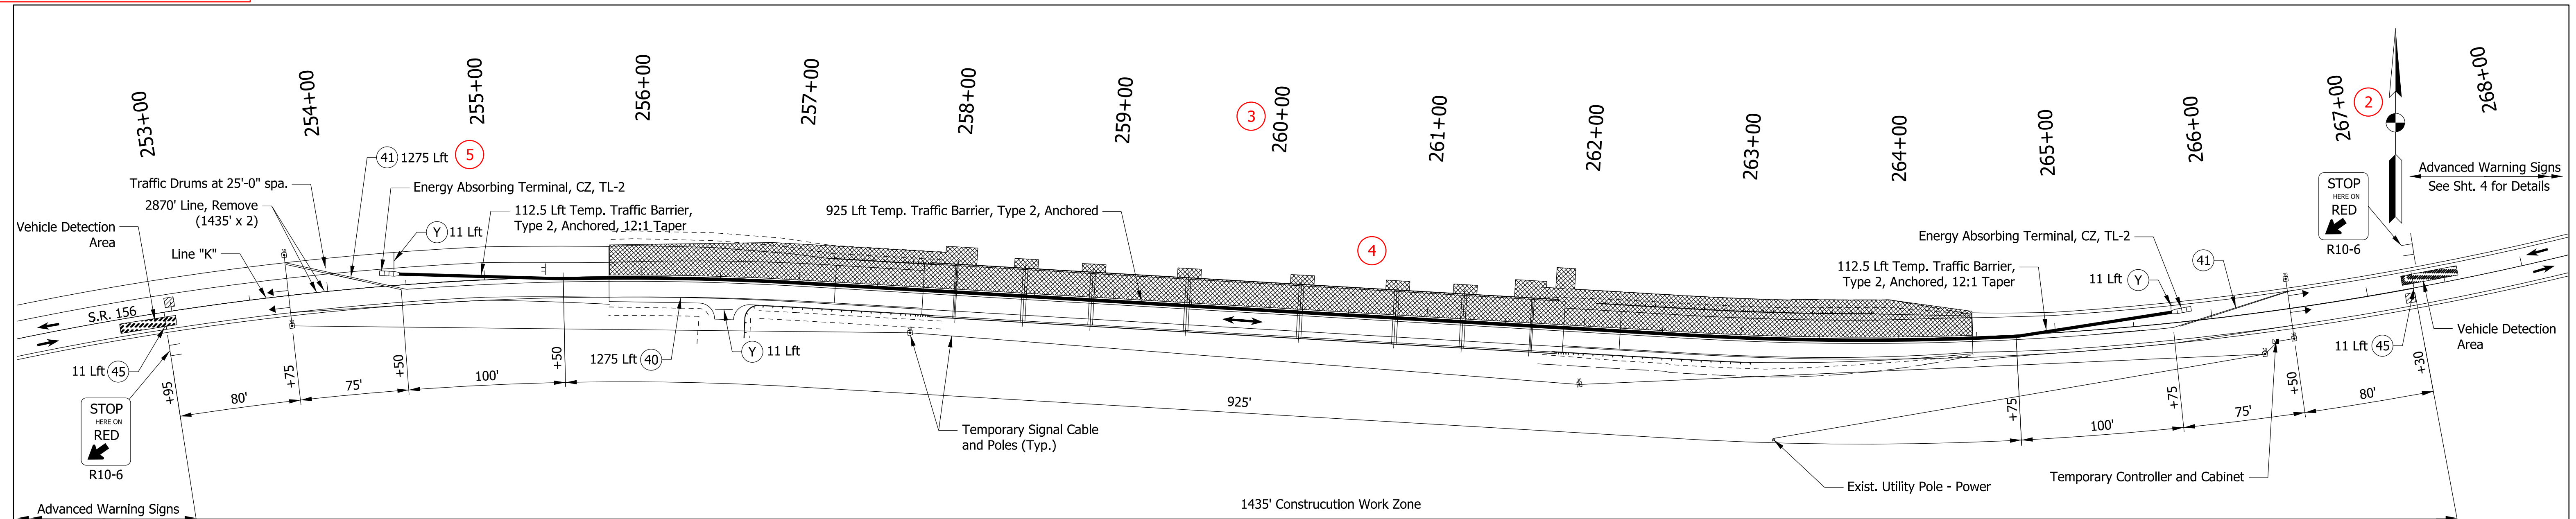 253+00
254+00
255+00
256+00
257+00
258+00
259+00
3
260+00
261+00
262+00
263+00
264+00
265+00
266+00
267+00
2
268+00
41 1275 Lft
5
Traffic Drums at 25'-0" spa.
2870' Line, Remove
(1435' x 2)
Vehicle Detection
Area
Line "K"
S.R. 156
Energy Absorbing Terminal, CZ, TL-2
112.5 Lft Temp. Traffic Barrier,
Type 2, Anchored, 12:1 Taper
Y 11 Lft
925 Lft Temp. Traffic Barrier, Type 2, Anchored
4
Energy Absorbing Terminal, CZ, TL-2
112.5 Lft Temp. Traffic Barrier,
Type 2, Anchored, 12:1 Taper
41
11 Lft Y
STOP
HERE ON
RED
R10-6
Advanced Warning Signs
See Sht. 4 for Details
Vehicle Detection
Area
11 Lft 45
11 Lft 45
STOP
HERE ON
RED
R10-6
+95
80'
+75
75'
+50
100'
+50
1275 Lft 40
Y 11 Lft
925'
Temporary Signal Cable
and Poles (Typ.)
+75
100'
+75
75'
+50
80'
+30
Exist. Utility Pole - Power
Temporary Controller and Cabinet
Advanced Warning Signs
1435' Construcution Work Zone